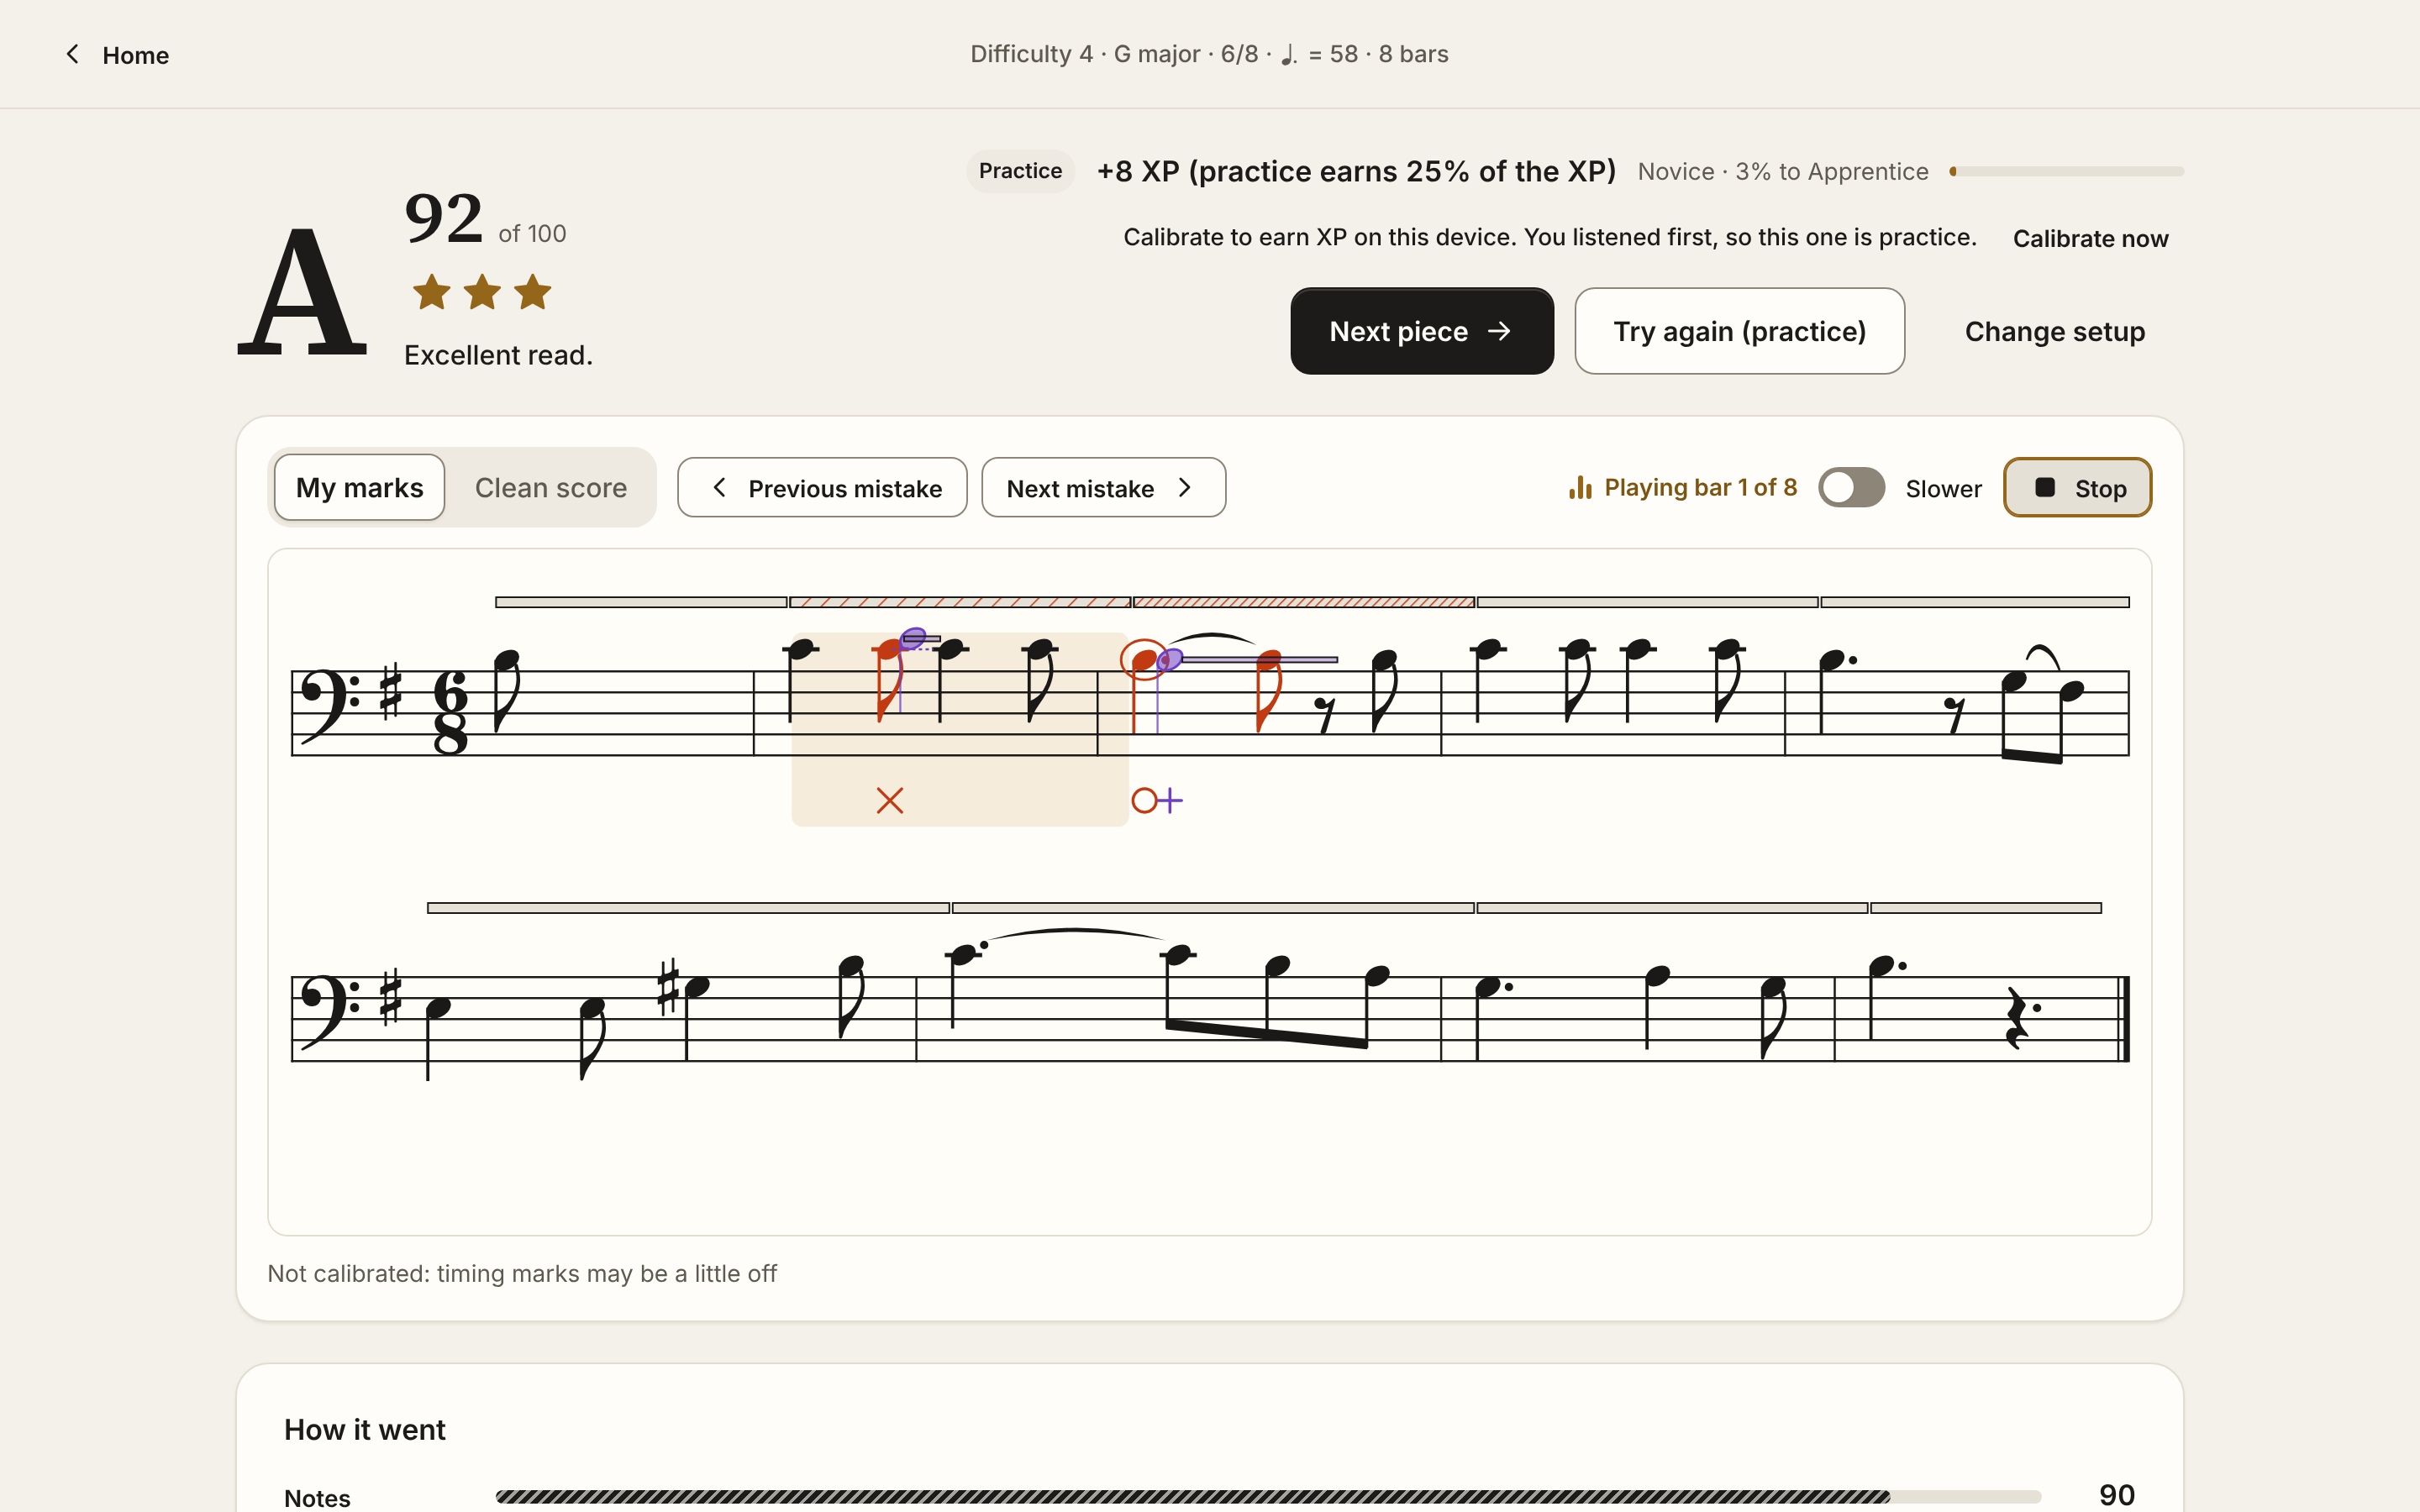 Home
Difficulty 4 · G major · 6/8 · ♩. = 58 · 8 bars
Practice +8 XP (practice earns 25% of the XP) Novice · 3% to Apprentice
A 92 of 100
Calibrate to earn XP on this device. You listened first, so this one is practice. Calibrate now
Excellent read.
Next piece → Try again (practice) Change setup
My marks Clean score Previous mistake Next mistake Playing bar 1 of 8 Slower Stop
6
8
Not calibrated: timing marks may be a little off
How it went
Notes 90